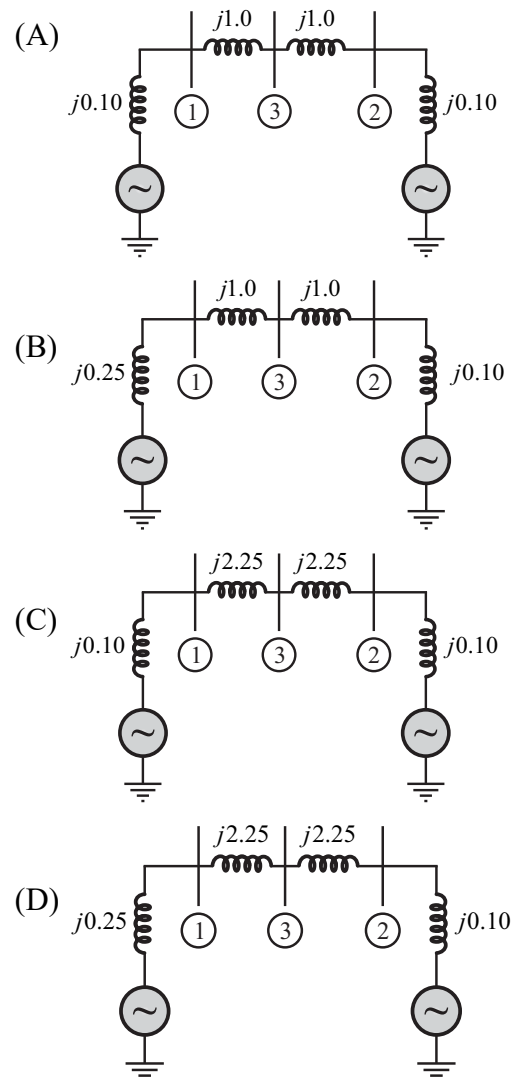 (A)
j1.0 j1.0
j0.10 j0.10
1 3 2
~ ~
(B)
j1.0 j1.0
j0.25 j0.10
1 3 2
~ ~
(C)
j2.25 j2.25
j0.10 j0.10
1 3 2
~ ~
(D)
j2.25 j2.25
j0.25 j0.10
1 3 2
~ ~